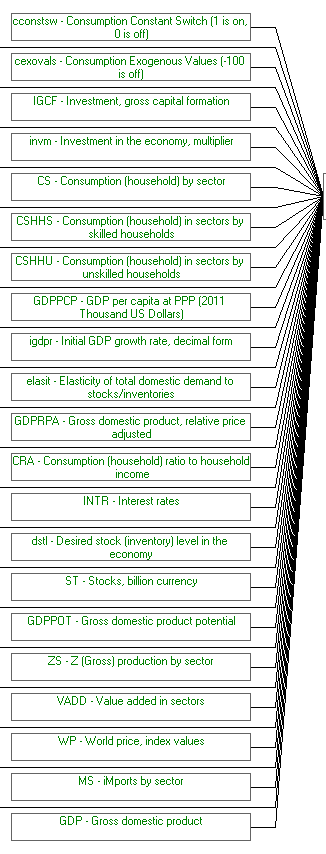 cconstsw - Consumption Constant Switch (1 is on,
0 is off)
cexovals - Consumption Exogenous Values (-100
is off)
IGCF - Investment, gross capital formation
invm - Investment in the economy, multiplier
CS - Consumption (household) by sector
CSHHS - Consumption (household) in sectors by
skilled households
CSHHU - Consumption (household) in sectors by
unskilled households
GDPPCP - GDP per capita at PPP (2011
Thousand US Dollars)
igdpr - Initial GDP growth rate, decimal form
elasit - Elasticity of total domestic demand to
stocks/inventories
GDPRPA - Gross domestic product, relative price
adjusted
CRA - Consumption (household) ratio to household
income
INTR - Interest rates
dstl - Desired stock (inventory) level in the
economy
ST - Stocks, billion currency
GDPPOT - Gross domestic product potential
ZS - Z (Gross) production by sector
VADD - Value added in sectors
WP - World price, index values
MS - iMports by sector
GDP - Gross domestic product